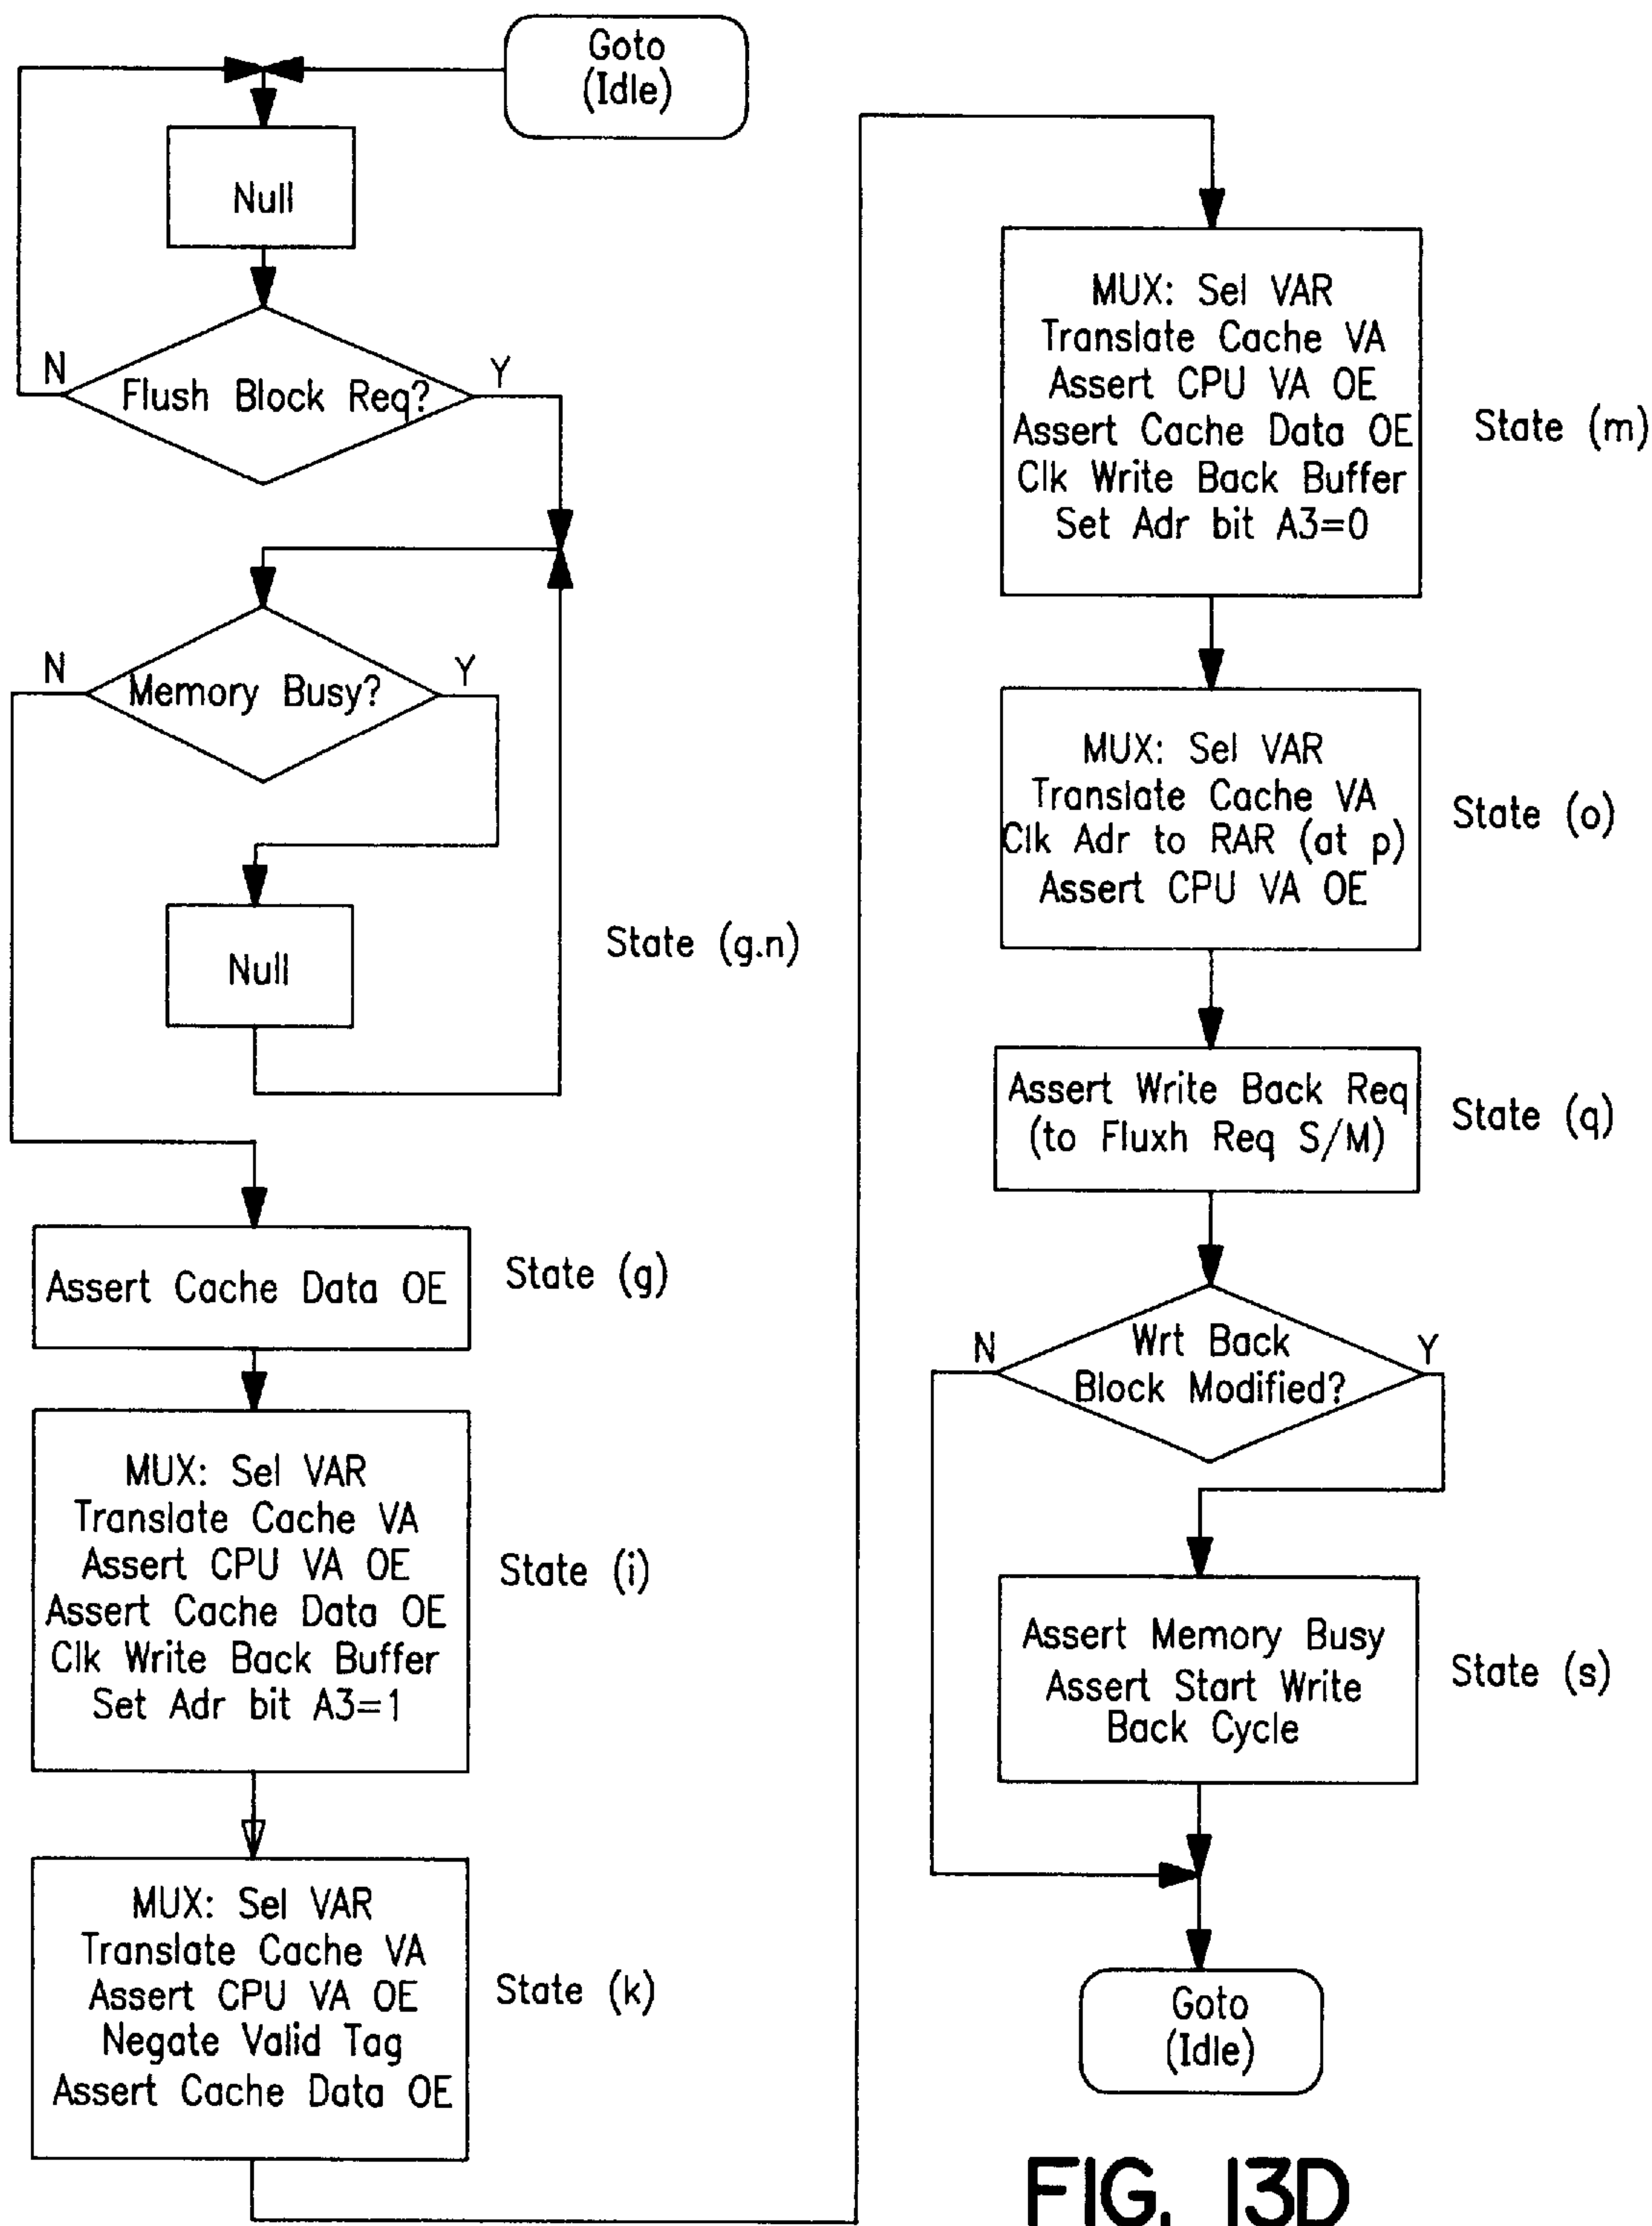 Goto
(Idle)
Null
N
Flush Block Req?
Y
N
Memory Busy?
Y
Null
State (g.n)
Assert Cache Data OE
State (g)
MUX: Sel VAR
Translate Cache VA
Assert CPU VA OE
Assert Cache Data OE
Clk Write Back Buffer
Set Adr bit A3=1
State (i)
MUX: Sel VAR
Translate Cache VA
Assert CPU VA OE
Negate Valid Tag
Assert Cache Data OE
State (k)
MUX: Sel VAR
Translate Cache VA
Assert CPU VA OE
Assert Cache Data OE
Clk Write Back Buffer
Set Adr bit A3=0
State (m)
MUX: Sel VAR
Translate Cache VA
Clk Adr to RAR (at p)
Assert CPU VA OE
State (o)
Assert Write Back Req
(to Fluxh Req S/M)
State (q)
N
Wrt Back
Block Modified?
Y
Assert Memory Busy
Assert Start Write
Back Cycle
State (s)
Goto
(Idle)
FIG. 13D